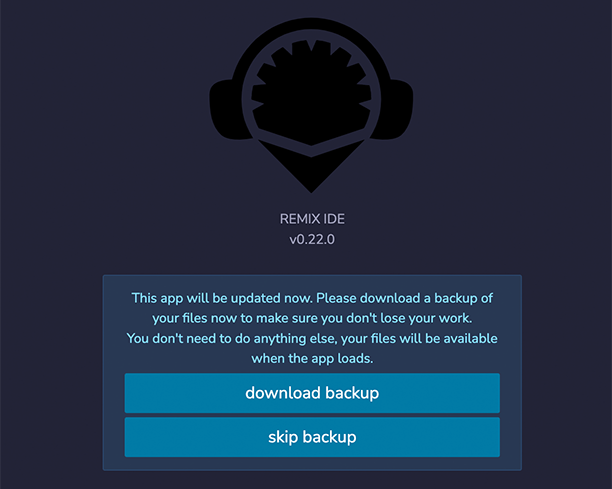 REMIX IDE
v0.22.0
This app will be updated now. Please download a backup of
your files now to make sure you don't lose your work.
You don't need to do anything else, your files will be available
when the app loads.
download backup
skip backup